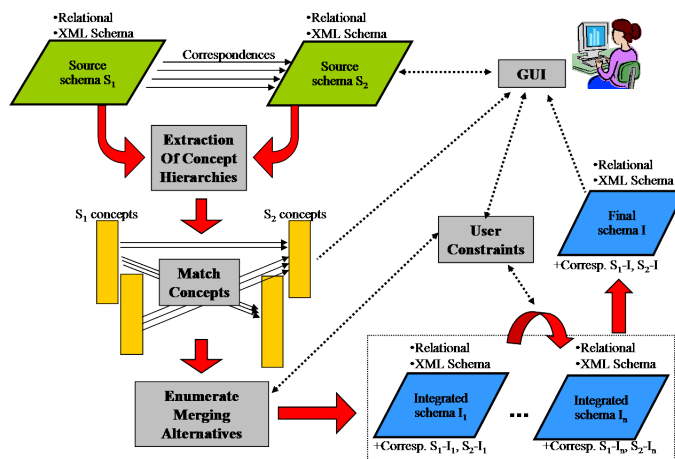 •Relational
•XML Schema
•Relational
•XML Schema
Correspondences
Source
schema S1
Source
schema S2
GUI
Extraction
Of Concept
Hierarchies
•Relational
•XML Schema
S1 concepts
S2 concepts
User
Constraints
Final
schema I
Match
Concepts
+Corresp. S1-I, S2-I
•Relational
•XML Schema
•Relational
•XML Schema
Enumerate
Merging
Alternatives
Integrated
schema I1
...
Integrated
schema In
+Corresp. S1-I1, S2-I1
+Corresp. S1-In, S2-In